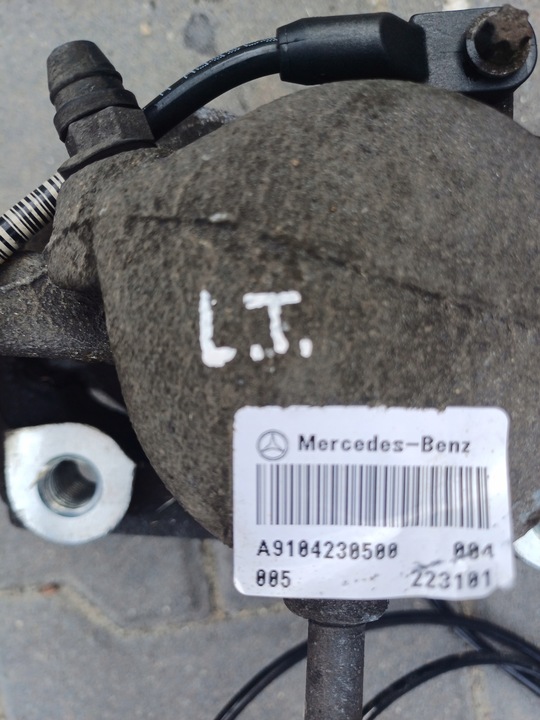 L.T.
Mercedes-Benz
A9104230500 004
005 223101